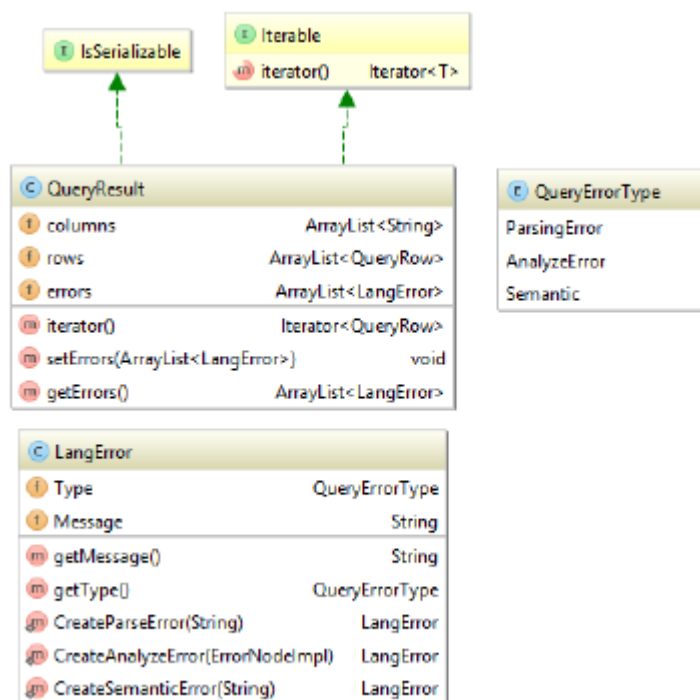 IsSerializable
Iterable
iterator() Iterator<T>
QueryResult
columns ArrayList<String>
rows ArrayList<QueryRow>
errors ArrayList<LangError>
iterator() Iterator<QueryRow>
setErrors(ArrayList<LangError>) void
getErrors() ArrayList<LangError>
QueryErrorType
ParsingError
AnalyzeError
Semantic
LangError
Type QueryErrorType
Message String
getMessage() String
getType() QueryErrorType
CreateParseError(String) LangError
CreateAnalyzeError(ErrorNodeImpl) LangError
CreateSemanticError(String) LangError